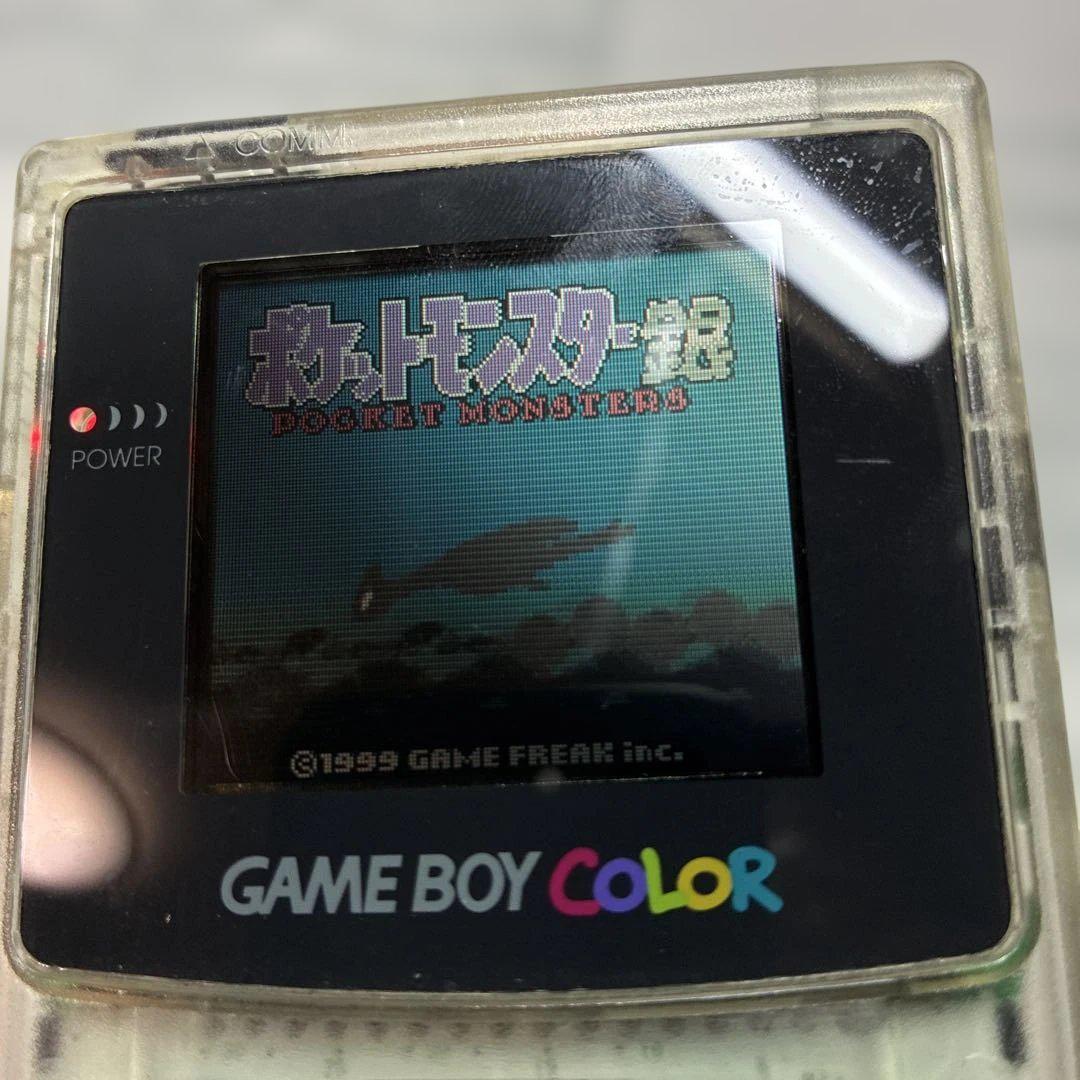 COMM
ポケットモンスター銀
POCKET MONSTERS
POWER
©1999 GAME FREAK inc.
GAME BOY COLOR